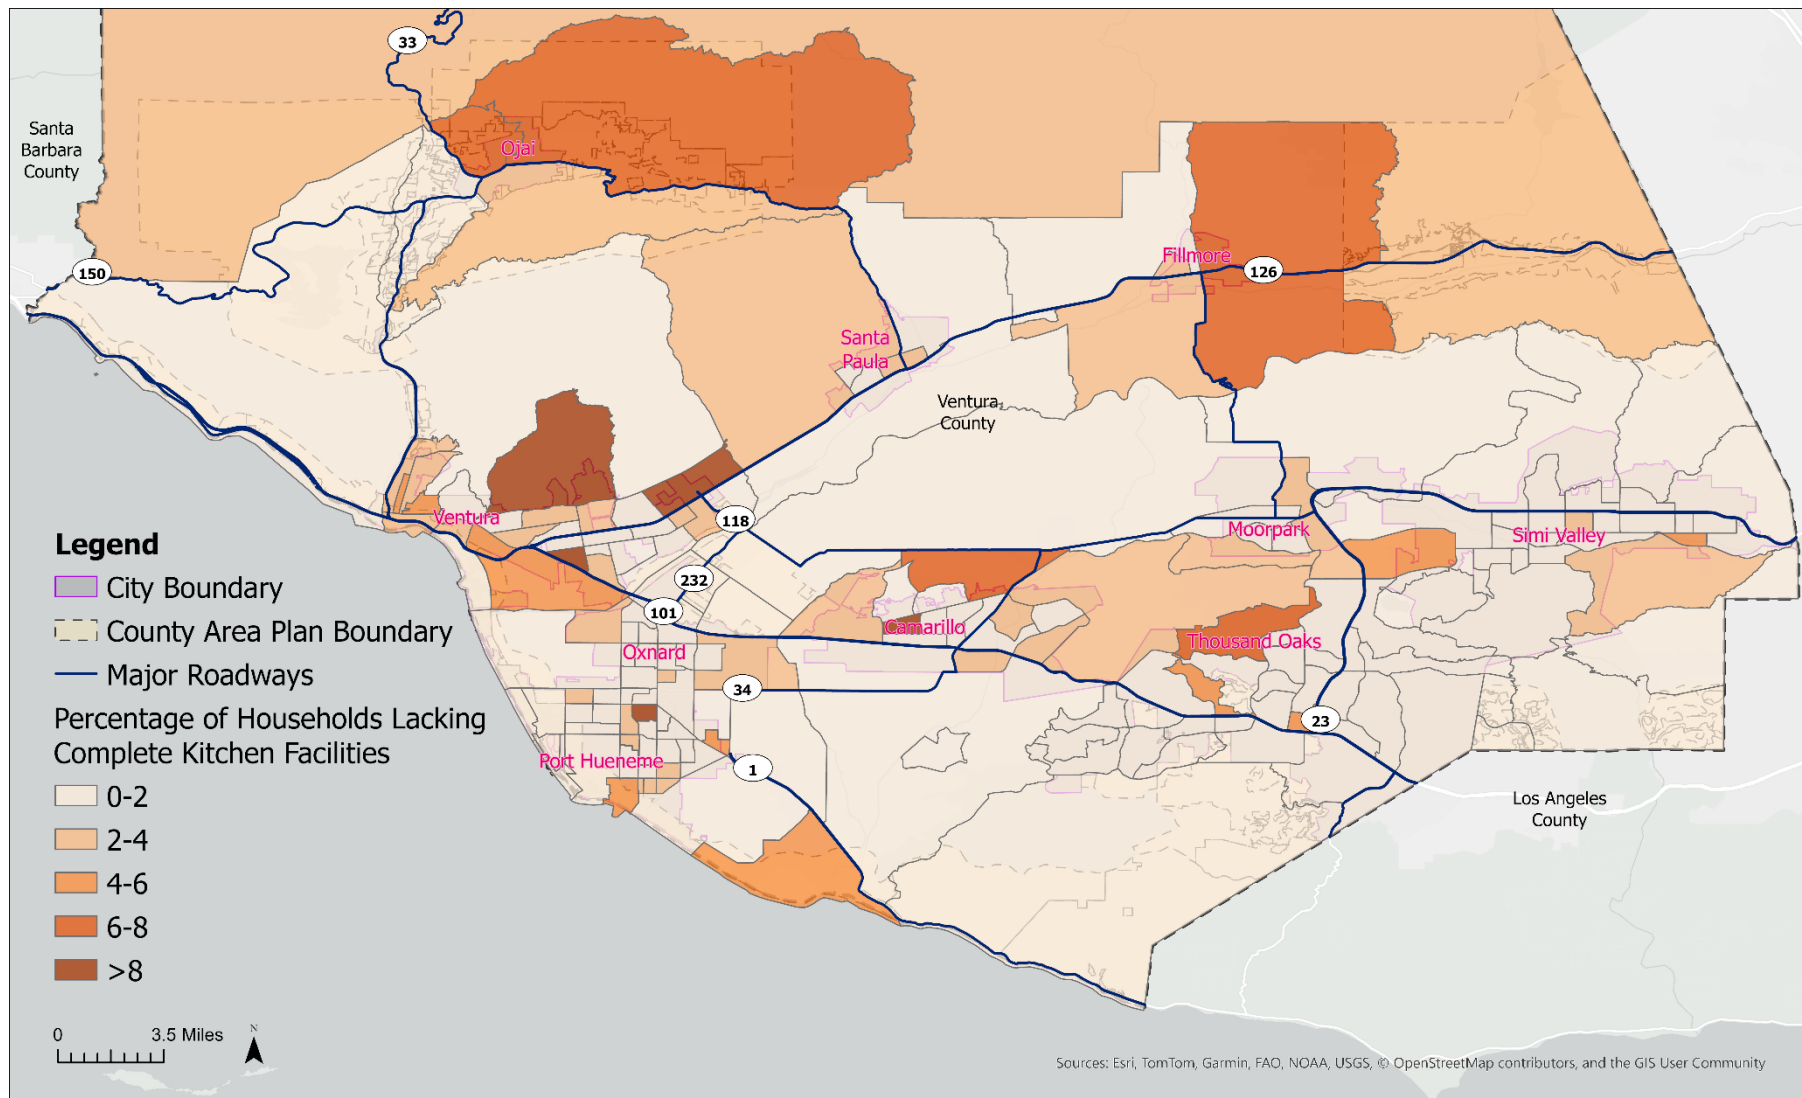 33
Santa
Barbara
County
Ojai
150
Fillmore
126
Santa
Paula
Ventura
County
Ventura
118
Moorpark
Simi Valley
232
101
Camarillo
Oxnard
Thousand Oaks
34
23
Port Hueneme
1
Los Angeles
County
Legend
City Boundary
County Area Plan Boundary
Major Roadways
Percentage of Households Lacking
Complete Kitchen Facilities
0-2
2-4
4-6
6-8
>8
0 3.5 Miles
N
Sources: Esri, TomTom, Garmin, FAO, NOAA, USGS, © OpenStreetMap contributors, and the GIS User Community